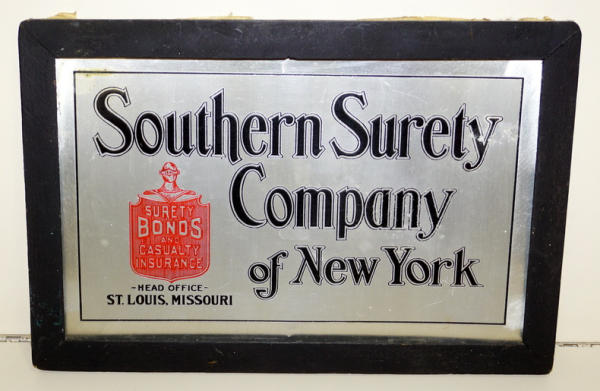 Southern Surety
Company
of New York
SURETY
BONDS
AND
CASUALTY
INSURANCE
-HEAD OFFICE-
ST. LOUIS, MISSOURI